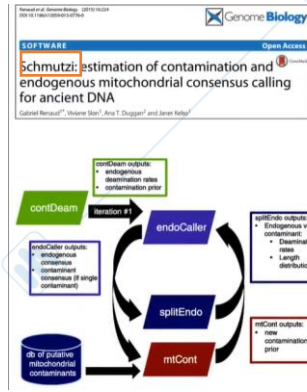 Renaud et al. Genome Biology (2015) 16:224
DOI 10.1186/s13059-015-0776-0
Genome Biology
SOFTWARE
Open Access
Schmutzi: estimation of contamination and
endogenous mitochondrial consensus calling
for ancient DNA
Gabriel Renaud, Viviane Slon, Ana T. Duggan and Janet Kelso
contDeam outputs:
• endogenous
deamination rates
• contamination prior
contDeam
iteration #1
endoCaller
endoCaller outputs:
• endogenous
consensus
• contaminant
consensus (if single
contaminant)
splitEndo outputs:
• Endogenous v
contaminant:
• Deaminat
rates
• Length
distributio
splitEndo
mtCont
mtCont outputs:
• new
contamination
prior
db of putative
mitochondrial
contaminants